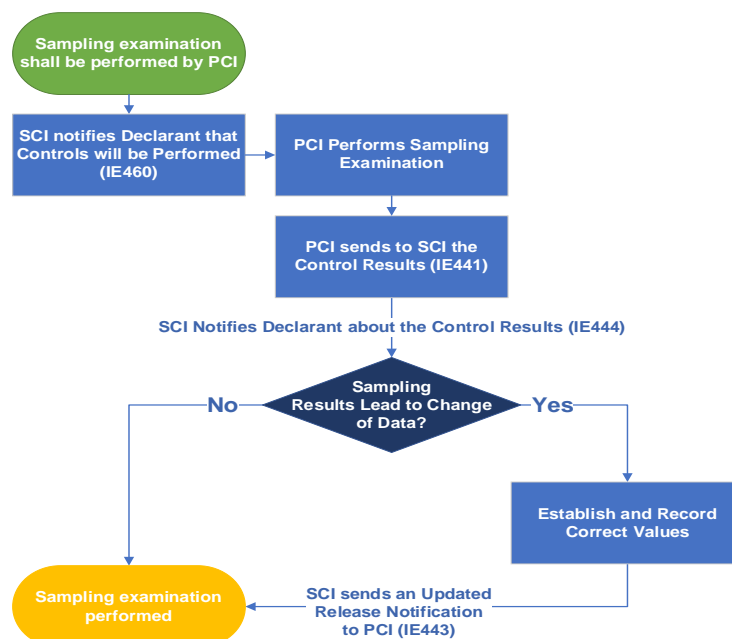 Sampling examination
shall be performed by PCI
SCI notifies Declarant that
Controls will be Performed
(IE460)
PCI Performs Sampling
Examination
PCI sends to SCI the
Control Results (IE441)
SCI Notifies Declarant about the Control Results (IE444)
Sampling
Results Lead to Change
of Data?
No
Yes
Establish and Record
Correct Values
Sampling examination
performed
SCI sends an Updated
Release Notification
to PCI (IE443)